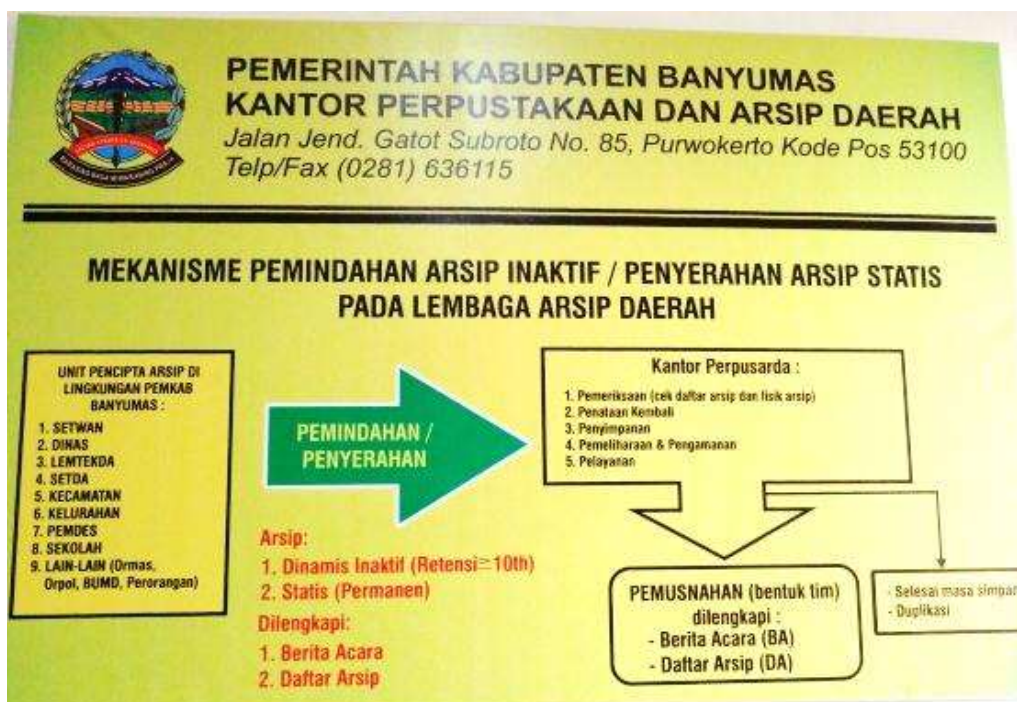 PEMERINTAH KABUPATEN BANYUMAS
KANTOR PERPUSTAKAAN DAN ARSIP DAERAH
Jalan Jend. Gatot Subroto No. 85, Purwokerto Kode Pos 53100
Telp/Fax (0281) 636115
MEKANISME PEMINDAHAN ARSIP INAKTIF / PENYERAHAN ARSIP STATIS
PADA LEMBAGA ARSIP DAERAH
UNIT PENCIPTA ARSIP DI
LINGKUNGAN PEMKAB
BANYUMAS :
1. SETWAN
2. DINAS
3. LEMTEKDA
4. SETDA
5. KECAMATAN
6. KELURAHAN
7. PEMDES
8. SEKOLAH
9. LAIN-LAIN (Ormas,
Orpol, BUMD, Perorangan)
PEMINDAHAN /
PENYERAHAN
Arsip:
1. Dinamis Inaktif (Retensi≥10th)
2. Statis (Permanen)
Dilengkapi:
1. Berita Acara
2. Daftar Arsip
Kantor Perpusarda :
1. Pemeriksaan (cek daftar arsip dan fisik arsip)
2. Penataan Kembali
3. Penyimpanan
4. Pemeliharaan & Pengamanan
5. Pelayanan
PEMUSNAHAN (bentuk tim)
dilengkapi :
- Berita Acara (BA)
- Daftar Arsip (DA)
- Selesai masa simpan
- Duplikasi